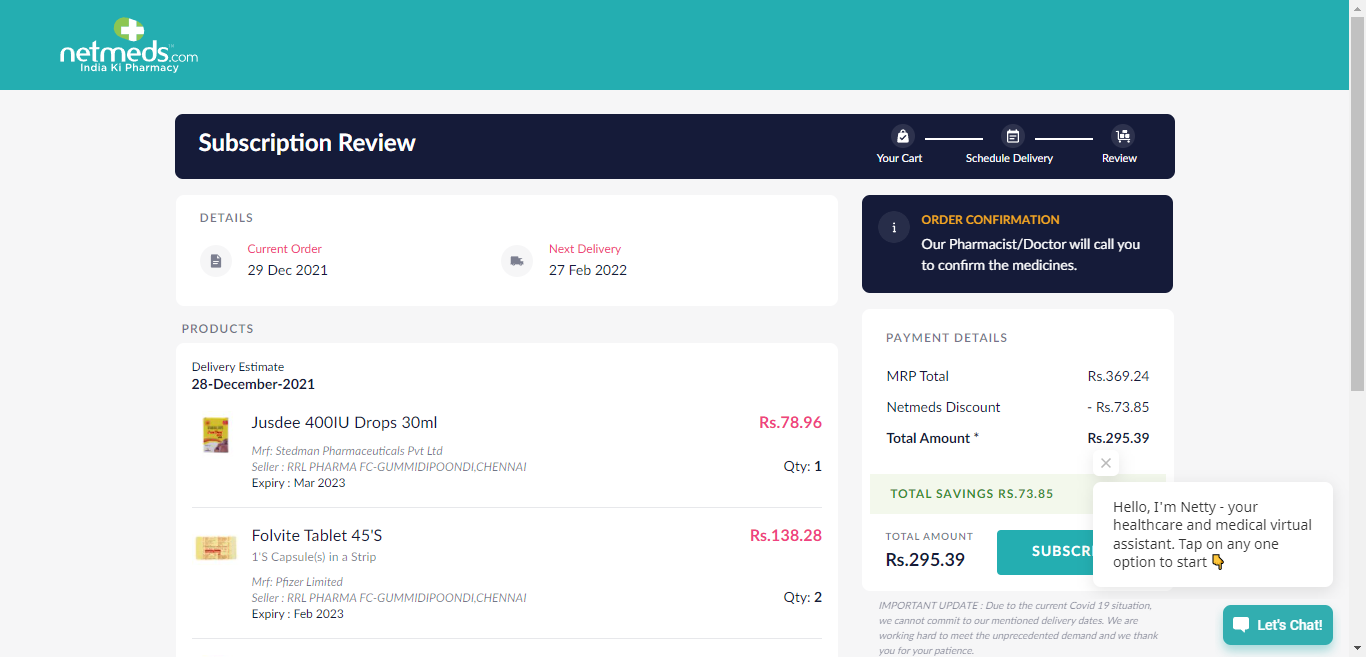 netmeds.com
India Ki Pharmacy
Subscription Review
Your Cart
Schedule Delivery
Review
DETAILS
Current Order
29 Dec 2021
Next Delivery
27 Feb 2022
ORDER CONFIRMATION
Our Pharmacist/Doctor will call you
to confirm the medicines.
PRODUCTS
Delivery Estimate
28-December-2021
Jusdee 400IU Drops 30ml
Rs.78.96
Mrf: Stedman Pharmaceuticals Pvt Ltd
Seller : RRL PHARMA FC-GUMMIDIPOONDI,CHENNAI
Qty: 1
Expiry : Mar 2023
Folvite Tablet 45'S
Rs.138.28
1'S Capsule(s) in a Strip
Mrf: Pfizer Limited
Seller : RRL PHARMA FC-GUMMIDIPOONDI,CHENNAI
Qty: 2
Expiry : Feb 2023
PAYMENT DETAILS
MRP Total Rs.369.24
Netmeds Discount - Rs.73.85
Total Amount * Rs.295.39
TOTAL SAVINGS RS.73.85
TOTAL AMOUNT
Rs.295.39
SUBSCRI
IMPORTANT UPDATE : Due to the current Covid 19 situation,
we cannot commit to our mentioned delivery dates. We are
working hard to meet the unprecedented demand and we thank
you for your patience.
Hello, I'm Netty - your
healthcare and medical virtual
assistant. Tap on any one
option to start 👇
Let's Chat!